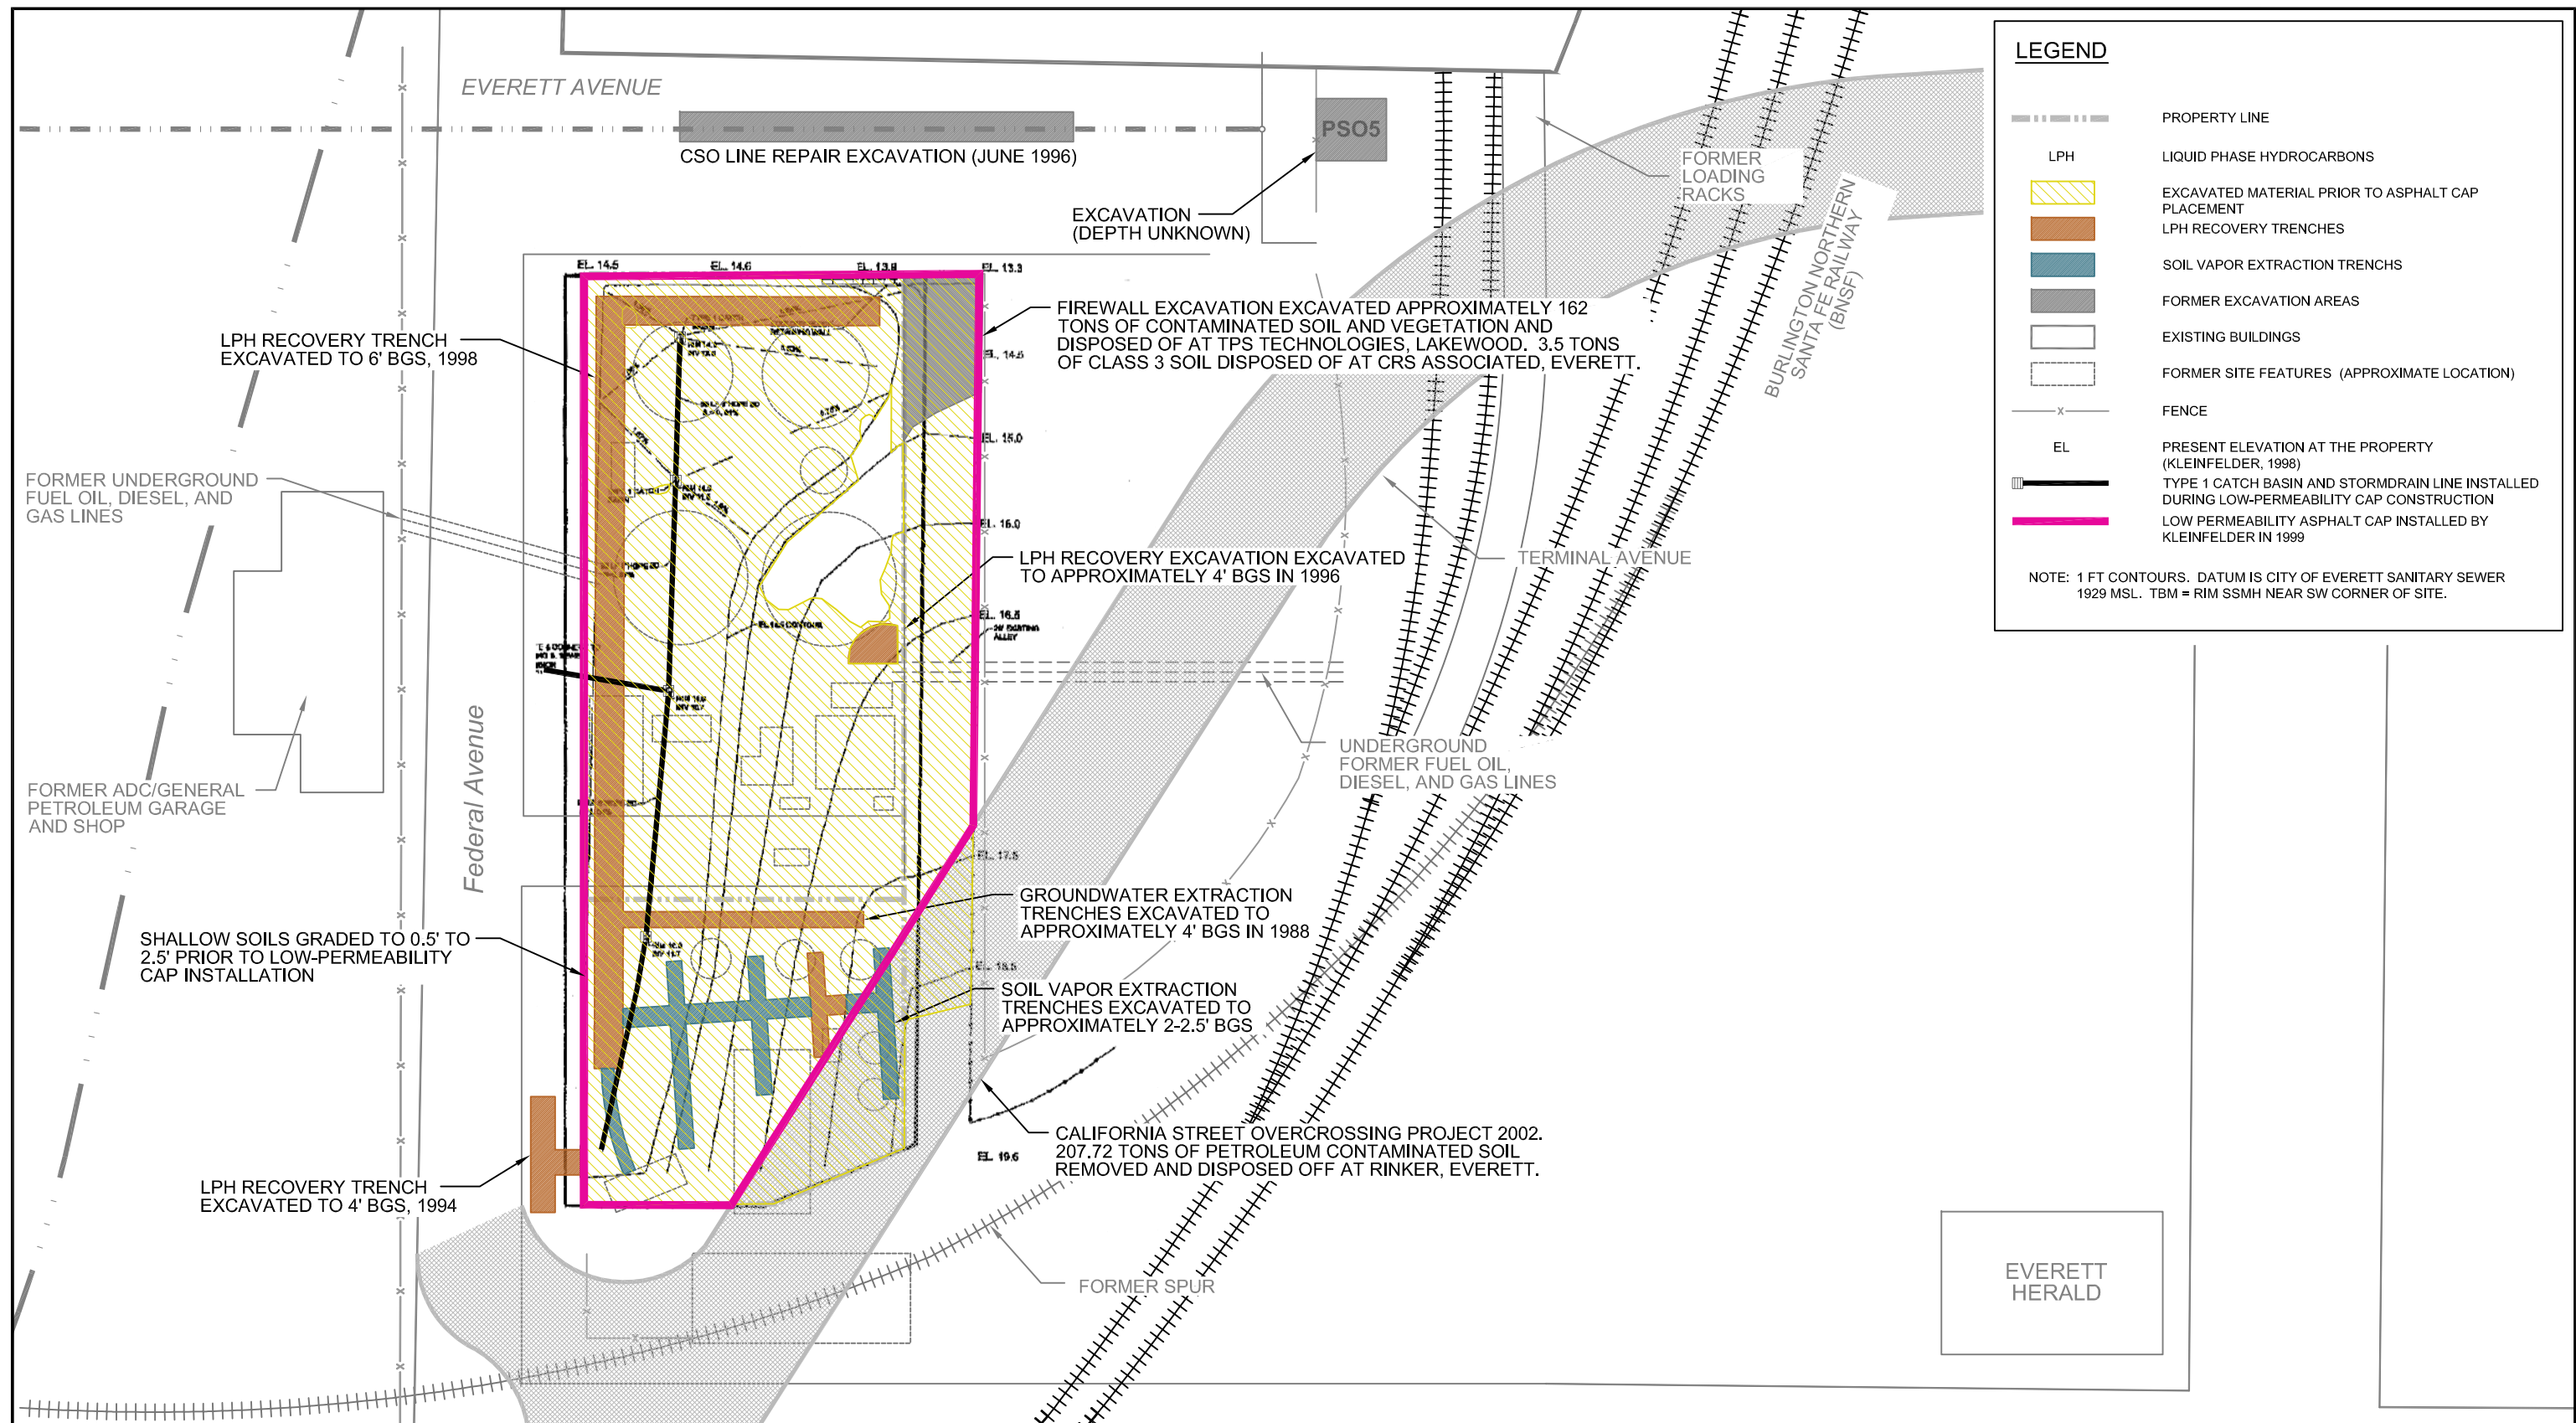 EVERETT AVENUE
CSO LINE REPAIR EXCAVATION (JUNE 1996)
PSO5
EXCAVATION
(DEPTH UNKNOWN)
FORMER
LOADING
RACKS
BURLINGTON NORTHERN
SANTA FE RAILWAY
(BNSF)
EL. 14.5
EL. 14.6
EL. 13.9
EL. 13.3
FIREWALL EXCAVATION EXCAVATED APPROXIMATELY 162
TONS OF CONTAMINATED SOIL AND VEGETATION AND
DISPOSED OF AT TPS TECHNOLOGIES, LAKEWOOD. 3.5 TONS
OF CLASS 3 SOIL DISPOSED OF AT CRS ASSOCIATED, EVERETT.
LPH RECOVERY TRENCH
EXCAVATED TO 6' BGS, 1998
EL. 14.5
EL. 15.0
FORMER UNDERGROUND
FUEL OIL, DIESEL, AND
GAS LINES
EL. 16.0
LPH RECOVERY EXCAVATION EXCAVATED
TO APPROXIMATELY 4' BGS IN 1996
TERMINAL AVENUE
EL. 16.5
ALLEY
UNDERGROUND
FORMER FUEL OIL,
DIESEL, AND GAS LINES
FORMER ADC/GENERAL
PETROLEUM GARAGE
AND SHOP
Federal Avenue
EL. 17.5
GROUNDWATER EXTRACTION
TRENCHES EXCAVATED TO
APPROXIMATELY 4' BGS IN 1988
SHALLOW SOILS GRADED TO 0.5' TO
2.5' PRIOR TO LOW-PERMEABILITY
CAP INSTALLATION
EL. 18.5
SOIL VAPOR EXTRACTION
TRENCHES EXCAVATED TO
APPROXIMATELY 2-2.5' BGS
CALIFORNIA STREET OVERCROSSING PROJECT 2002.
207.72 TONS OF PETROLEUM CONTAMINATED SOIL
REMOVED AND DISPOSED OFF AT RINKER, EVERETT.
EL. 19.6
LPH RECOVERY TRENCH
EXCAVATED TO 4' BGS, 1994
FORMER SPUR
EVERETT
HERALD
LEGEND
PROPERTY LINE
LPH LIQUID PHASE HYDROCARBONS
EXCAVATED MATERIAL PRIOR TO ASPHALT CAP
PLACEMENT
LPH RECOVERY TRENCHES
SOIL VAPOR EXTRACTION TRENCHS
FORMER EXCAVATION AREAS
EXISTING BUILDINGS
FORMER SITE FEATURES (APPROXIMATE LOCATION)
x FENCE
EL PRESENT ELEVATION AT THE PROPERTY
(KLEINFELDER, 1998)
TYPE 1 CATCH BASIN AND STORMDRAIN LINE INSTALLED
DURING LOW-PERMEABILITY CAP CONSTRUCTION
LOW PERMEABILITY ASPHALT CAP INSTALLED BY
KLEINFELDER IN 1999
NOTE: 1 FT CONTOURS. DATUM IS CITY OF EVERETT SANITARY SEWER
1929 MSL. TBM = RIM SSMH NEAR SW CORNER OF SITE.